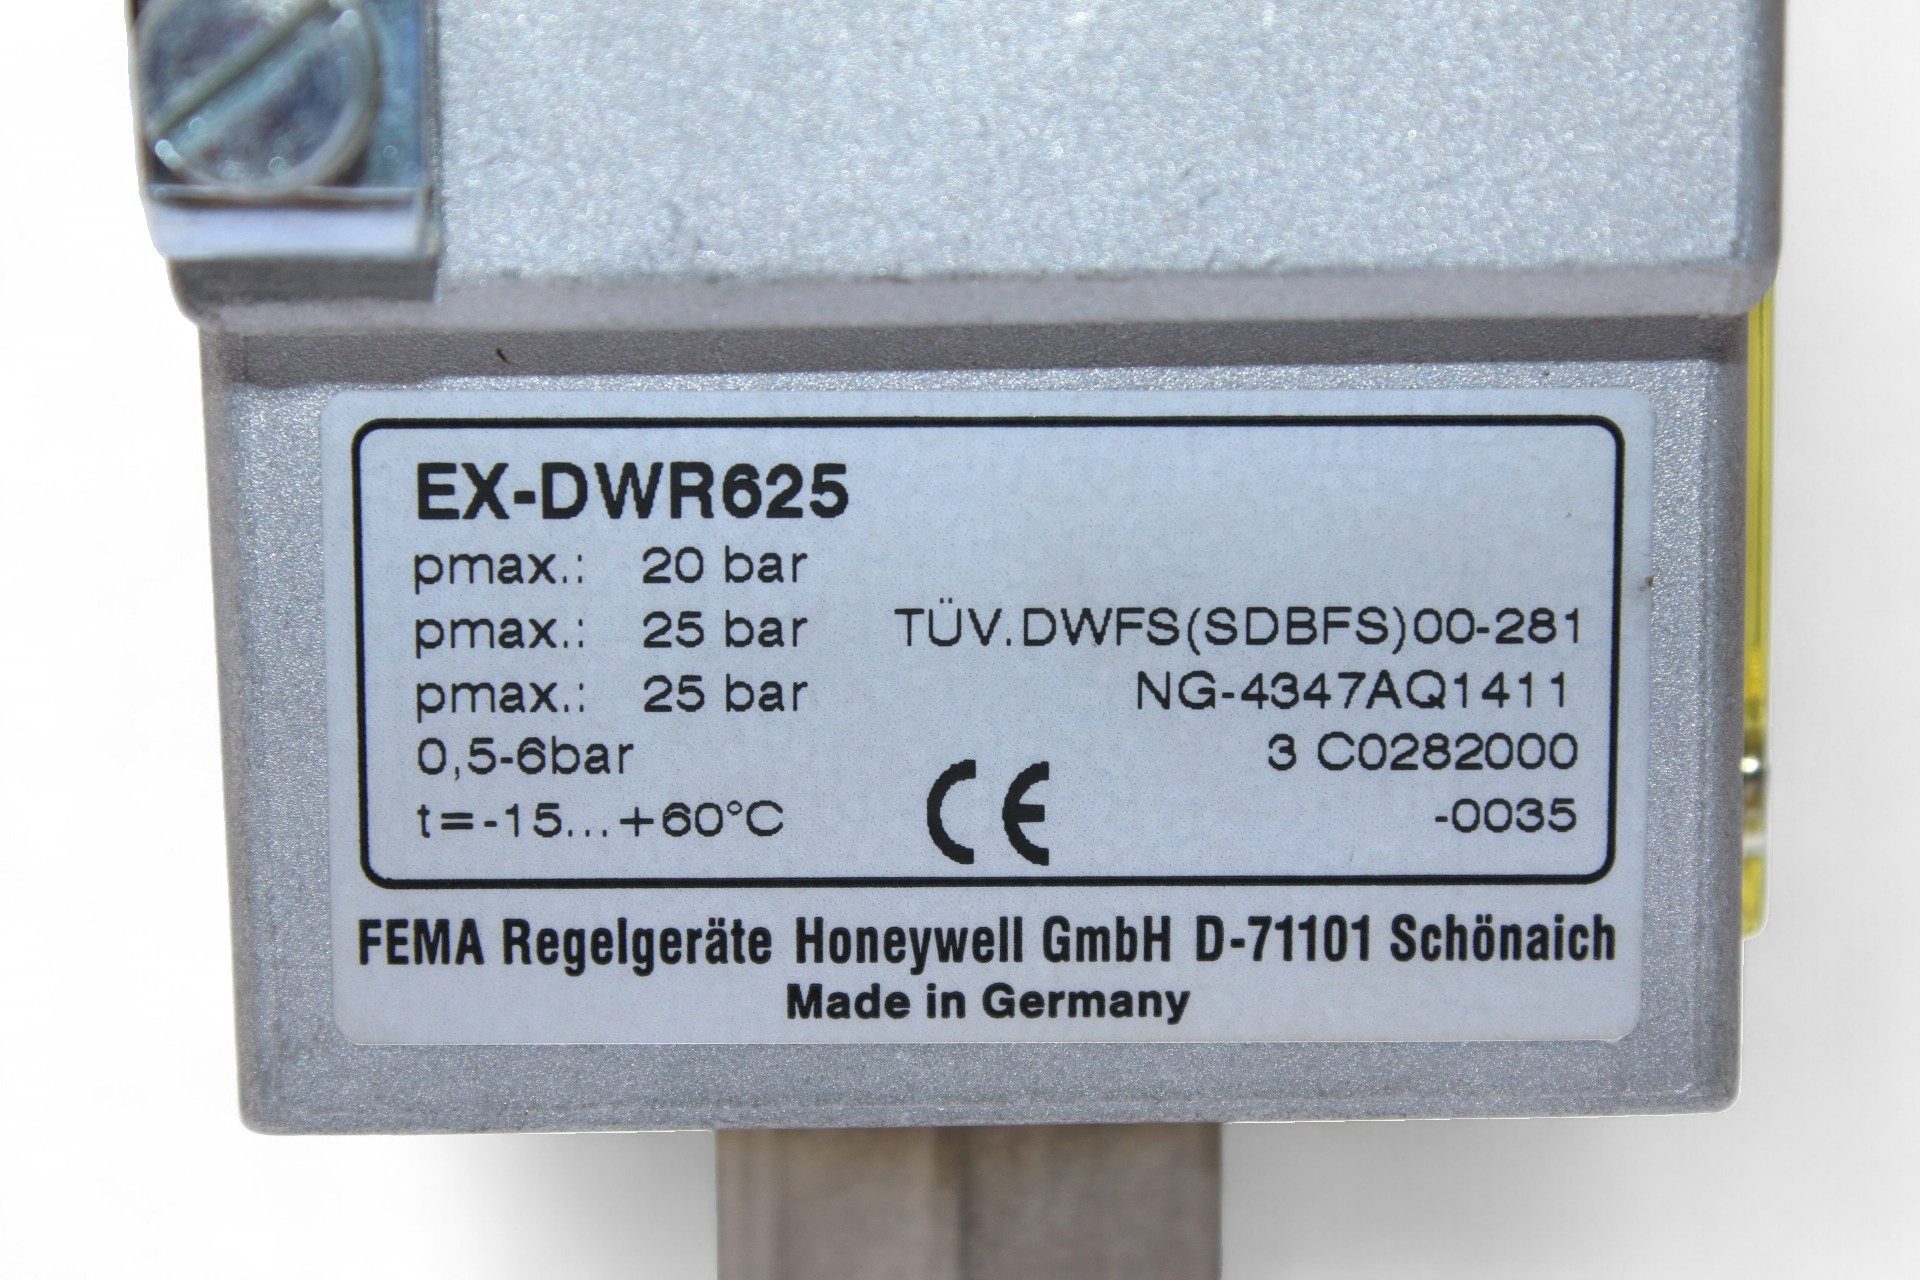 EX-DWR625
pmax.: 20 bar
pmax.: 25 bar TÜV.DWFS(SDBFS)00-281
pmax.: 25 bar NG-4347AQ1411
0,5-6bar 3 C0282000
t=-15...+60°C CE -0035
FEMA Regelgeräte Honeywell GmbH D-71101 Schönaich
Made in Germany